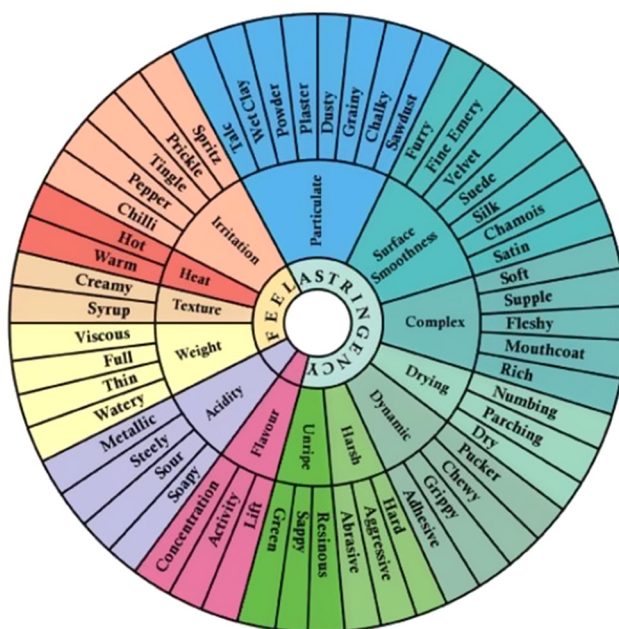 FEEL
ASTRINGENCY
Particulate
Talc
Wet Clay
Powder
Plaster
Dusty
Grainy
Chalky
Sawdust
Surface
Smoothness
Furry
Fine Emery
Velvet
Suede
Silk
Chamois
Satin
Complex
Soft
Supple
Fleshy
Mouthcoat
Rich
Drying
Numbing
Parching
Dry
Dynamic
Pucker
Chewy
Grippy
Adhesive
Harsh
Hard
Aggressive
Abrasive
Unripe
Resinous
Sappy
Green
Flavour
Lift
Activity
Concentration
Acidity
Soapy
Sour
Steely
Metallic
Weight
Watery
Thin
Full
Viscous
Texture
Syrup
Creamy
Heat
Warm
Hot
Irritation
Chilli
Pepper
Tingle
Prickle
Spritz